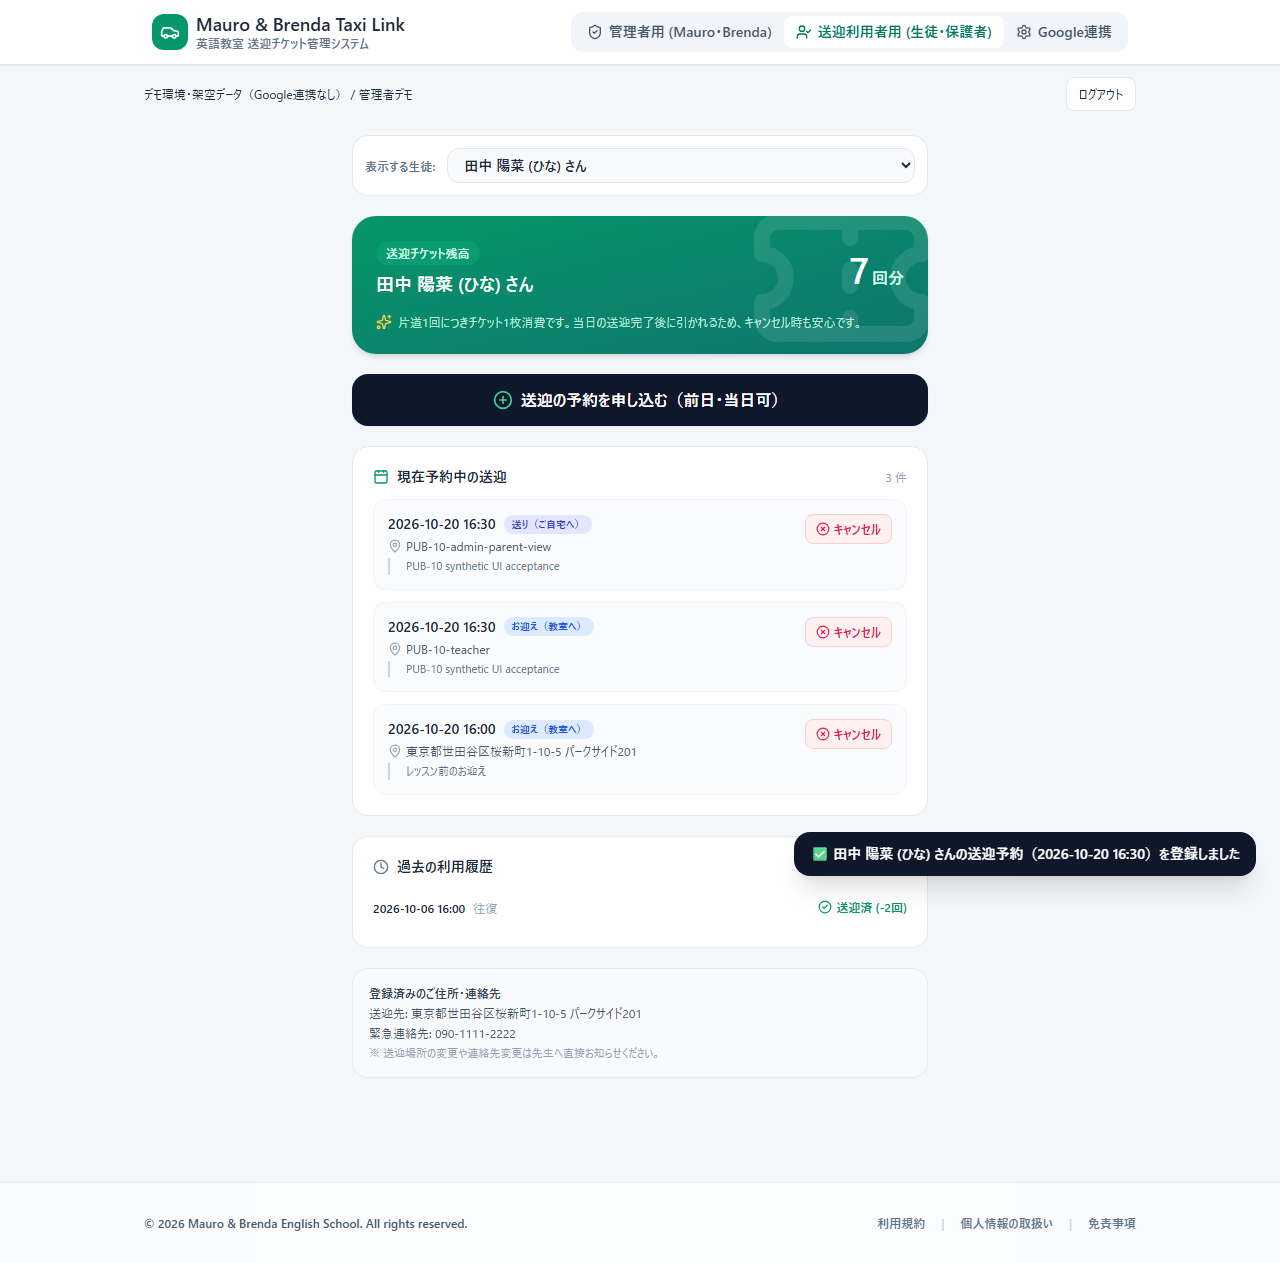 Mauro & Brenda Taxi Link
英語教室 送迎チケット管理システム
管理者用 (Mauro・Brenda)
送迎利用者用 (生徒・保護者)
Google連携
デモ環境・架空データ（Google連携なし） / 管理者デモ
ログアウト
表示する生徒:
田中 陽菜 (ひな) さん
送迎チケット残高
田中 陽菜 (ひな) さん
7 回分
片道1回につきチケット1枚消費です。当日の送迎完了後に引かれるため、キャンセル時も安心です。
送迎の予約を申し込む（前日・当日可）
現在予約中の送迎
3 件
2026-10-20 16:30 送り（ご自宅へ）
キャンセル
PUB-10-admin-parent-view
PUB-10 synthetic UI acceptance
2026-10-20 16:30 お迎え（教室へ）
キャンセル
PUB-10-teacher
PUB-10 synthetic UI acceptance
2026-10-20 16:00 お迎え（教室へ）
キャンセル
東京都世田谷区桜新町1-10-5 パークサイド201
レッスン前のお迎え
✅ 田中 陽菜 (ひな) さんの送迎予約（2026-10-20 16:30）を登録しました
過去の利用履歴
2026-10-06 16:00 往復
送迎済 (-2回)
登録済みのご住所・連絡先
送迎先: 東京都世田谷区桜新町1-10-5 パークサイド201
緊急連絡先: 090-1111-2222
※ 送迎場所の変更や連絡先変更は先生へ直接お知らせください。
© 2026 Mauro & Brenda English School. All rights reserved.
利用規約 | 個人情報の取扱い | 免責事項